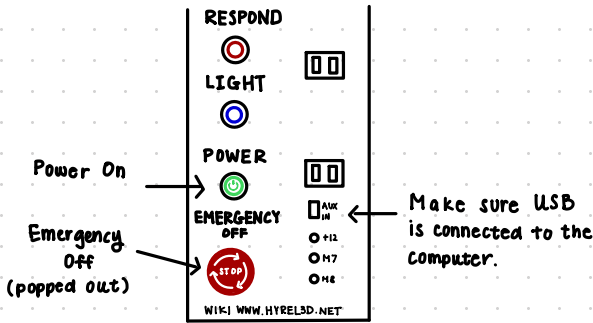 RESPOND
LIGHT
POWER
Power On
EMERGENCY
OFF
Emergency
Off
(popped out)
STOP
AUX
IN
+12
M7
M8
Make sure USB
is connected to the
computer.
WIKI WWW.HYREL3D.NET